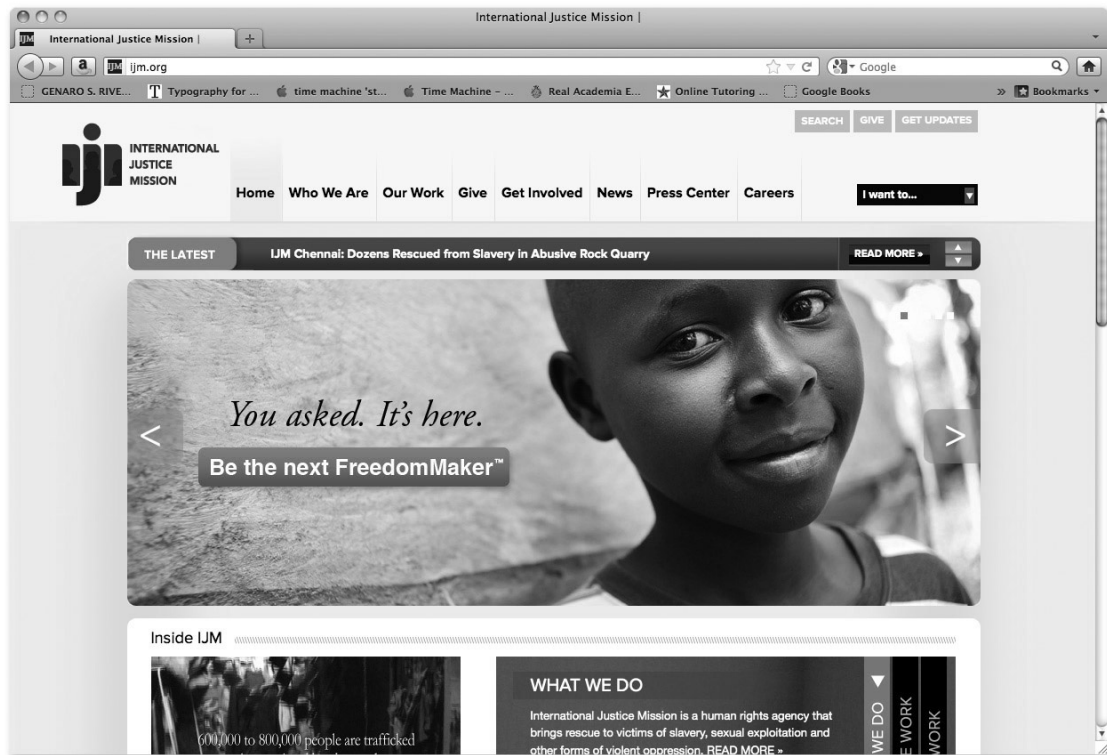 International Justice Mission |
IJM International Justice Mission | +
a IJM ijm.org Google
GENARO S. RIVE... T Typography for ... time machine 'st... Time Machine - ... Real Academia E... Online Tutoring ... Google Books » Bookmarks
SEARCH GIVE GET UPDATES
ijm
INTERNATIONAL
JUSTICE
MISSION
Home Who We Are Our Work Give Get Involved News Press Center Careers I want to...
THE LATEST IJM Chennai: Dozens Rescued from Slavery in Abusive Rock Quarry READ MORE »
You asked. It's here.
< >
Be the next FreedomMaker™
Inside IJM
600,000 to 800,000 people are trafficked
WHAT WE DO
International Justice Mission is a human rights agency that
brings rescue to victims of slavery, sexual exploitation and
other forms of violent oppression. READ MORE »
WE DO
E WORK
WORK